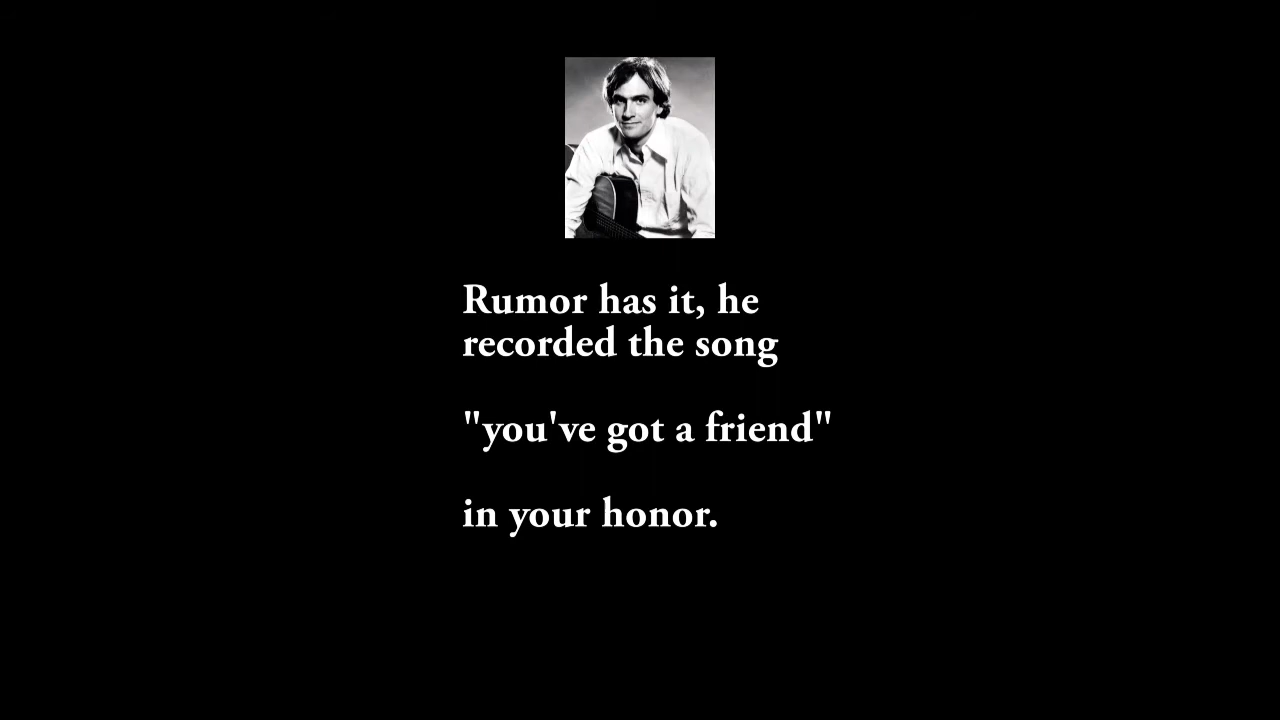 Rumor has it, he
recorded the song
"you've got a friend"
in your honor.